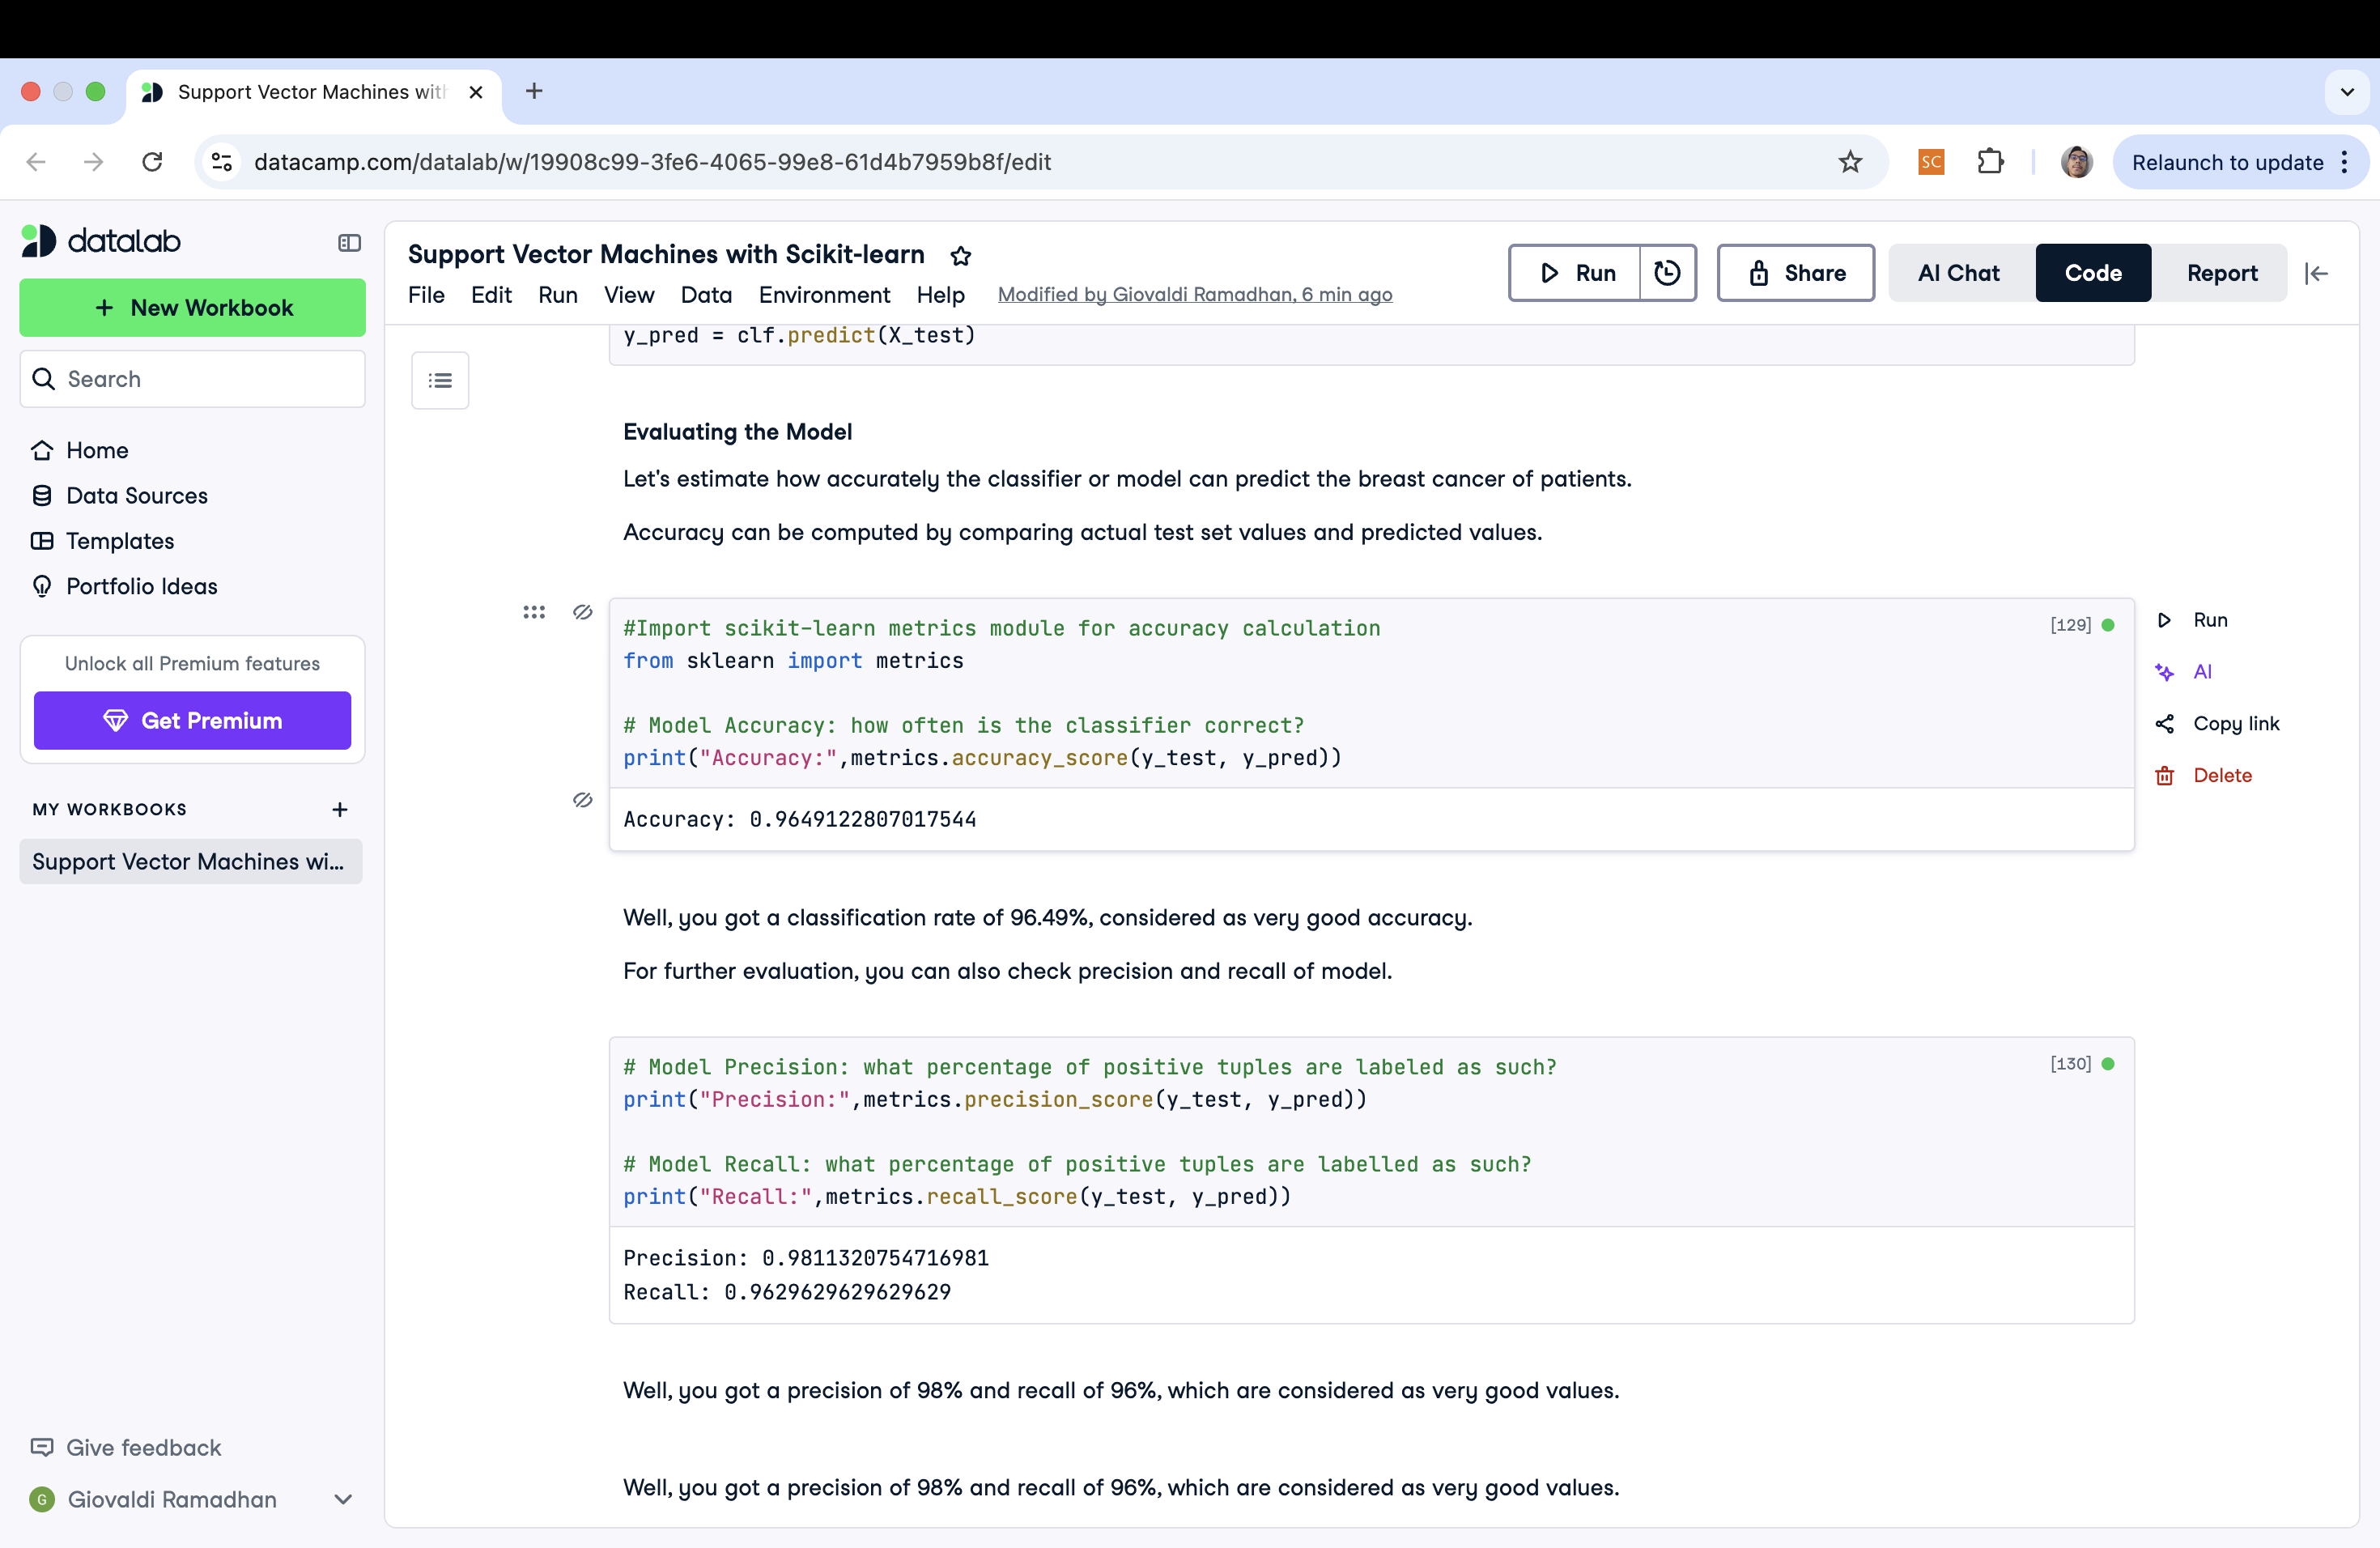 Support Vector Machines with
datacamp.com/datalab/w/19908c99-3fe6-4065-99e8-61d4b7959b8f/edit
SC
Relaunch to update
datalab
New Workbook
Search
Home
Data Sources
Templates
Portfolio Ideas
Unlock all Premium features
Get Premium
MY WORKBOOKS
Support Vector Machines wi...
Give feedback
G
Giovaldi Ramadhan
Support Vector Machines with Scikit-learn
File Edit Run View Data Environment Help Modified by Giovaldi Ramadhan, 6 min ago
Run
Share
AI Chat
Code
Report
y_pred = clf.predict(X_test)
Evaluating the Model
Let's estimate how accurately the classifier or model can predict the breast cancer of patients.
Accuracy can be computed by comparing actual test set values and predicted values.
#Import scikit-learn metrics module for accuracy calculation
[129]
from sklearn import metrics
# Model Accuracy: how often is the classifier correct?
print("Accuracy:",metrics.accuracy_score(y_test, y_pred))
Accuracy: 0.9649122807017544
Run
AI
Copy link
Delete
Well, you got a classification rate of 96.49%, considered as very good accuracy.
For further evaluation, you can also check precision and recall of model.
# Model Precision: what percentage of positive tuples are labeled as such?
[130]
print("Precision:",metrics.precision_score(y_test, y_pred))
# Model Recall: what percentage of positive tuples are labelled as such?
print("Recall:",metrics.recall_score(y_test, y_pred))
Precision: 0.9811320754716981
Recall: 0.9629629629629629
Well, you got a precision of 98% and recall of 96%, which are considered as very good values.
Well, you got a precision of 98% and recall of 96%, which are considered as very good values.